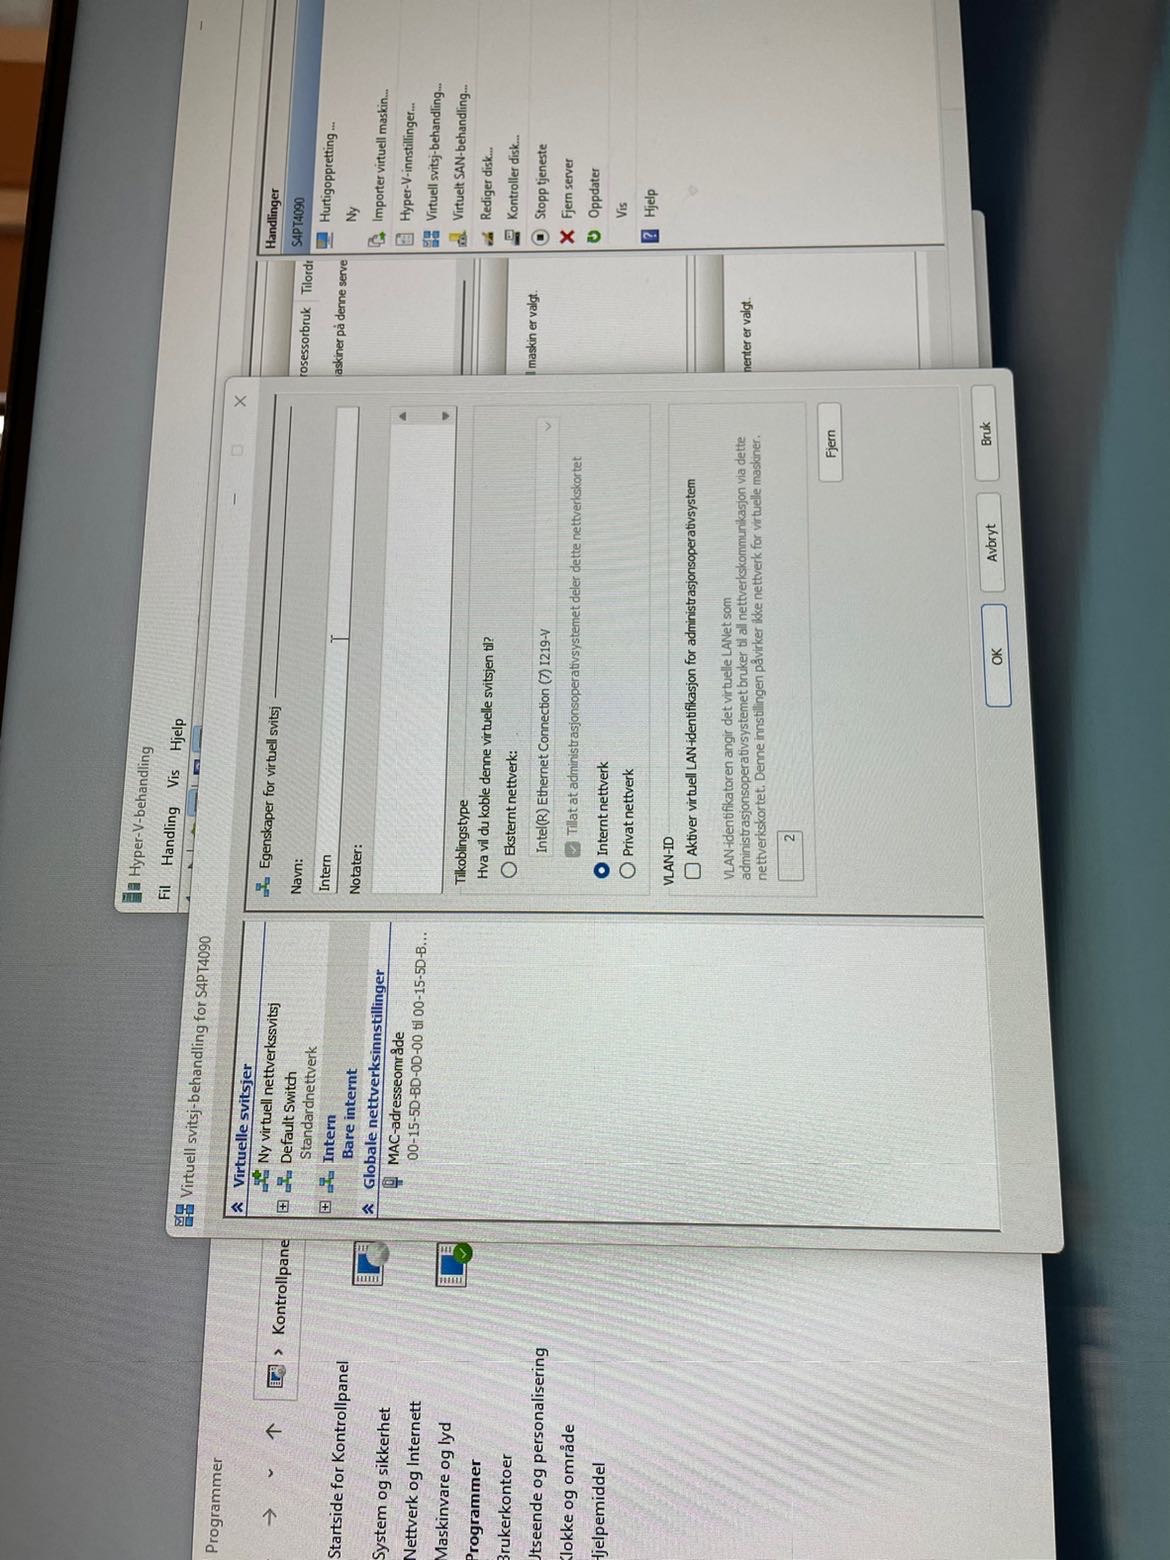 Programmer
Kontrollpane
Startside for Kontrollpanel
System og sikkerhet
Nettverk og Internett
Maskinvare og lyd
Programmer
Brukerkontoer
Utseende og personalisering
Klokke og område
Hjelpemiddel
Hyper-V-behandling
Fil Handling Vis Hjelp
Virtuell svitsj-behandling for S4PT4090
Virtuelle svitsjer
Ny virtuell nettverkssvitsj
Default Switch
Standardnettverk
Intern
Bare internt
Globale nettverksinnstillinger
MAC-adresseområde
00-15-5D-BD-0D-00 til 00-15-5D-B...
Egenskaper for virtuell svitsj
Navn:
Intern
Notater:
Tilkoblingstype
Hva vil du koble denne virtuelle svitsjen til?
Eksternt nettverk:
Intel(R) Ethernet Connection (7) I219-V
Tillat at administrasjonsoperativsystemet deler dette nettverkskortet
Internt nettverk
Privat nettverk
VLAN-ID
Aktiver virtuell LAN-identifikasjon for administrasjonsoperativsystem
VLAN-identifikatoren angir det virtuelle LANet som
administrasjonsoperativsystemet bruker til all nettverkskommunikasjon via dette
nettverkskortet. Denne innstillingen påvirker ikke nettverk for virtuelle maskiner.
2
Fjern
OK Avbryt Bruk
rosessorbruk Tilordr
askiner på denne serve
l maskin er valgt.
nenter er valgt.
Handlinger
S4PT4090
Hurtigoppretting ...
Ny
Importer virtuell maskin...
Hyper-V-innstillinger...
Virtuell svitsj-behandling...
Virtuelt SAN-behandling...
Rediger disk...
Kontroller disk...
Stopp tjeneste
Fjern server
Oppdater
Vis
Hjelp